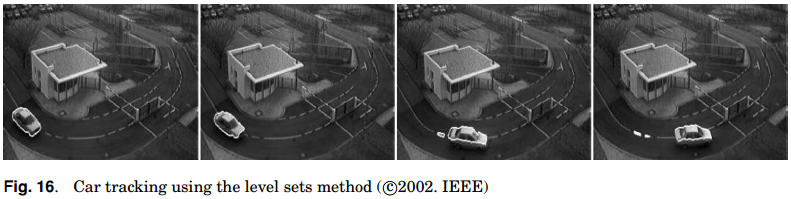 Fig. 16. Car tracking using the level sets method (©2002. IEEE)